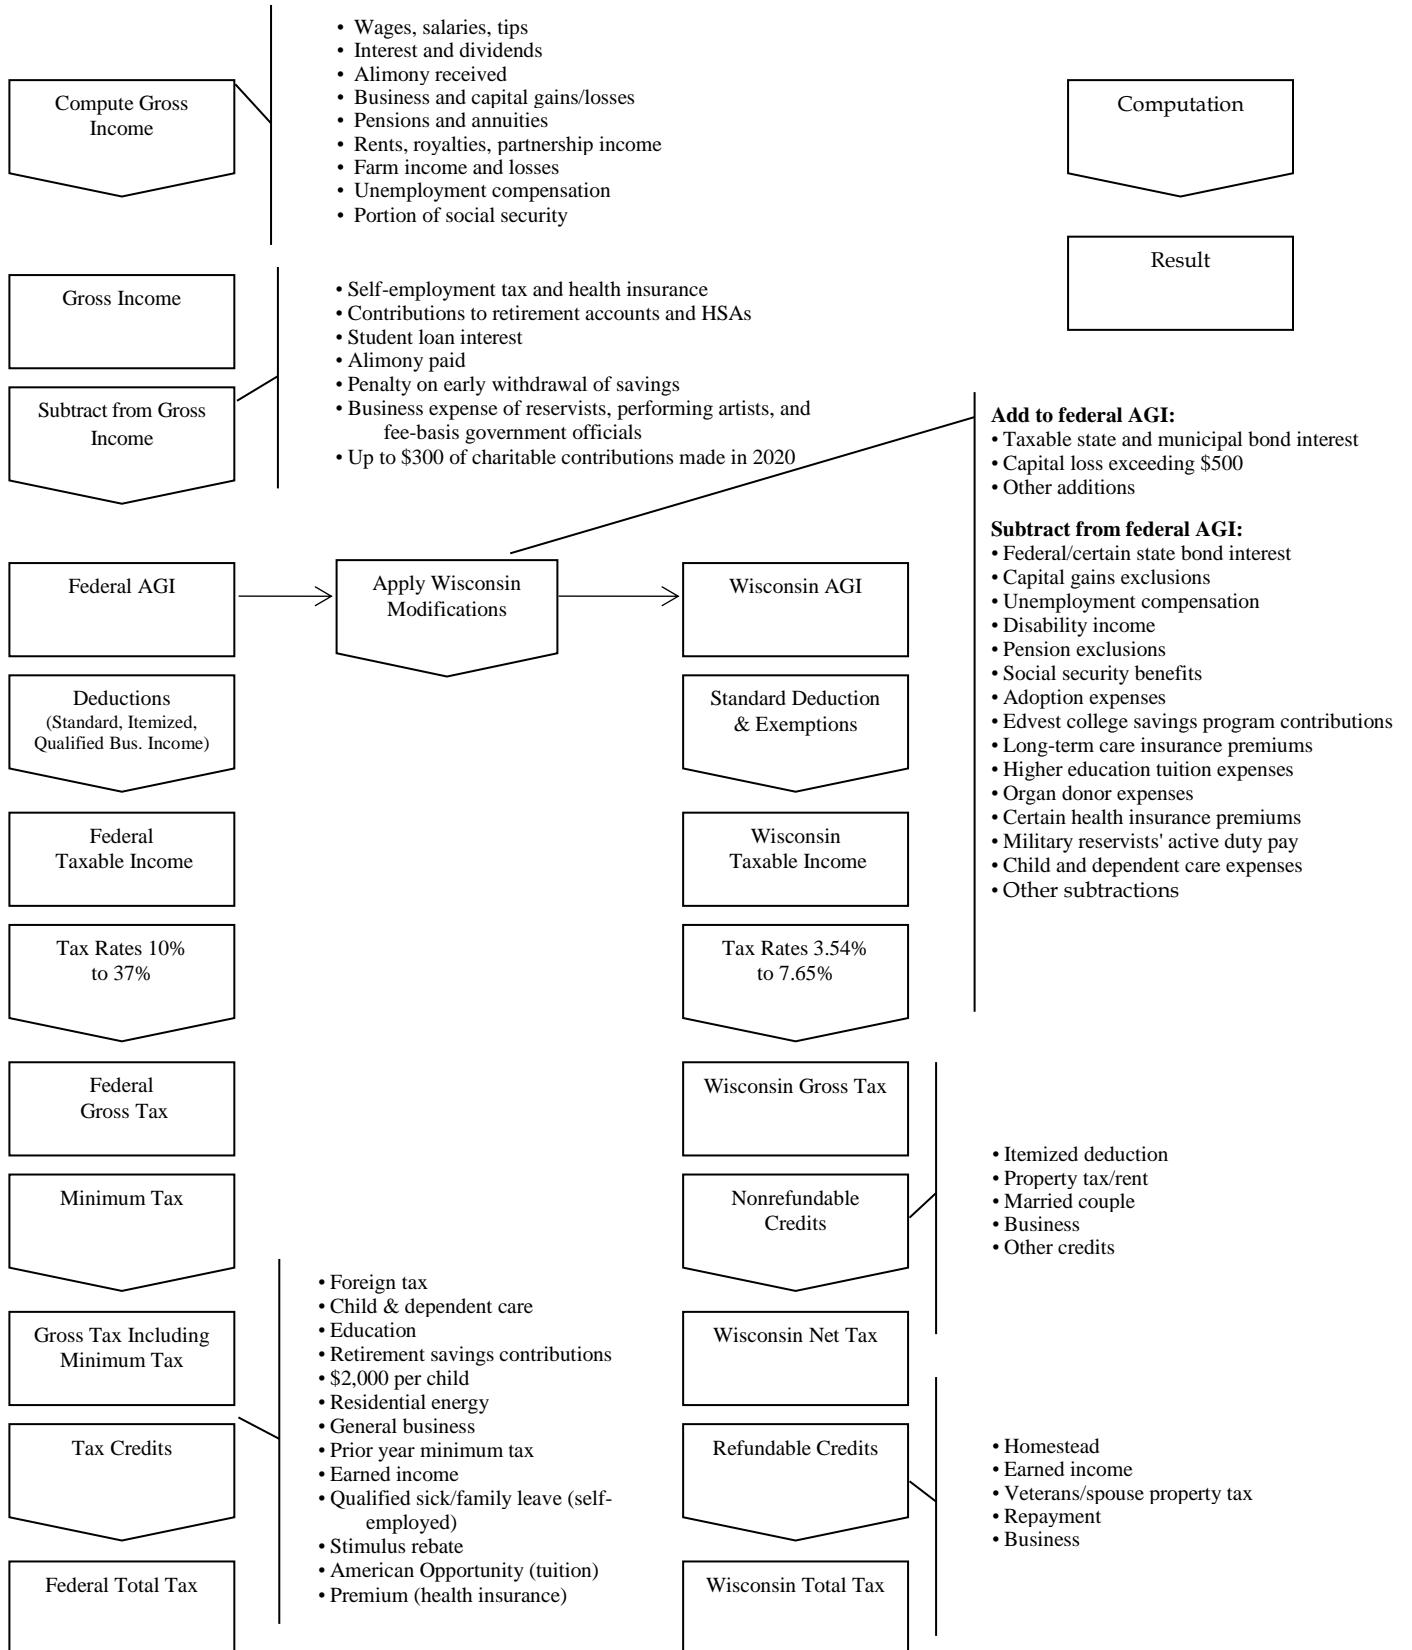 Compute Gross
Income
• Wages, salaries, tips
• Interest and dividends
• Alimony received
• Business and capital gains/losses
• Pensions and annuities
• Rents, royalties, partnership income
• Farm income and losses
• Unemployment compensation
• Portion of social security
Computation
Result
Gross Income
Subtract from Gross
Income
• Self-employment tax and health insurance
• Contributions to retirement accounts and HSAs
• Student loan interest
• Alimony paid
• Penalty on early withdrawal of savings
• Business expense of reservists, performing artists, and
fee-basis government officials
• Up to $300 of charitable contributions made in 2020
Federal AGI
Apply Wisconsin
Modifications
Wisconsin AGI
Add to federal AGI:
• Taxable state and municipal bond interest
• Capital loss exceeding $500
• Other additions
Subtract from federal AGI:
• Federal/certain state bond interest
• Capital gains exclusions
• Unemployment compensation
• Disability income
• Pension exclusions
• Social security benefits
• Adoption expenses
• Edvest college savings program contributions
• Long-term care insurance premiums
• Higher education tuition expenses
• Organ donor expenses
• Certain health insurance premiums
• Military reservists' active duty pay
• Child and dependent care expenses
• Other subtractions
Deductions
(Standard, Itemized,
Qualified Bus. Income)
Standard Deduction
& Exemptions
Federal
Taxable Income
Wisconsin
Taxable Income
Tax Rates 10%
to 37%
Tax Rates 3.54%
to 7.65%
Federal
Gross Tax
Wisconsin Gross Tax
Minimum Tax
Nonrefundable
Credits
• Itemized deduction
• Property tax/rent
• Married couple
• Business
• Other credits
Gross Tax Including
Minimum Tax
Tax Credits
• Foreign tax
• Child & dependent care
• Education
• Retirement savings contributions
• $2,000 per child
• Residential energy
• General business
• Prior year minimum tax
• Earned income
• Qualified sick/family leave (self-
employed)
• Stimulus rebate
• American Opportunity (tuition)
• Premium (health insurance)
Wisconsin Net Tax
Refundable Credits
• Homestead
• Earned income
• Veterans/spouse property tax
• Repayment
• Business
Federal Total Tax
Wisconsin Total Tax